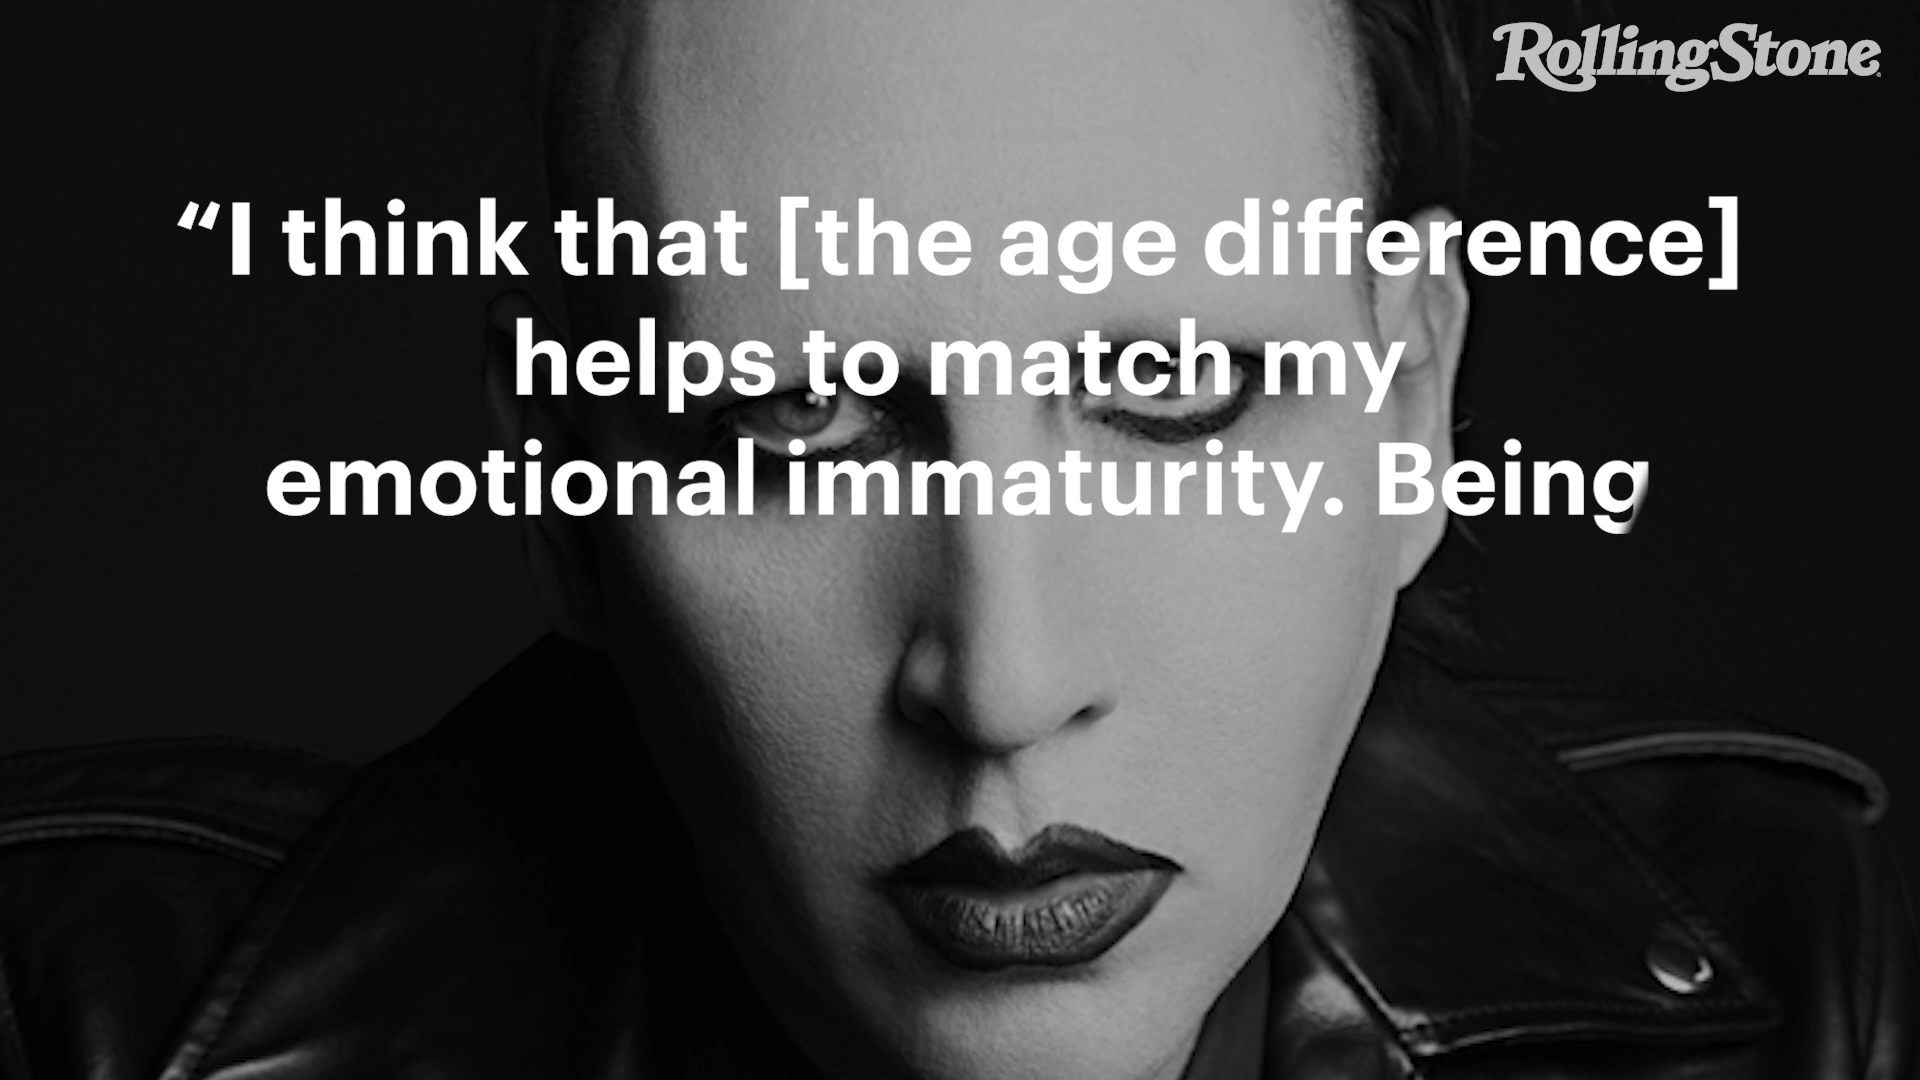 RollingStone
“I think that [the age difference]
helps to match my
emotional immaturity. Being